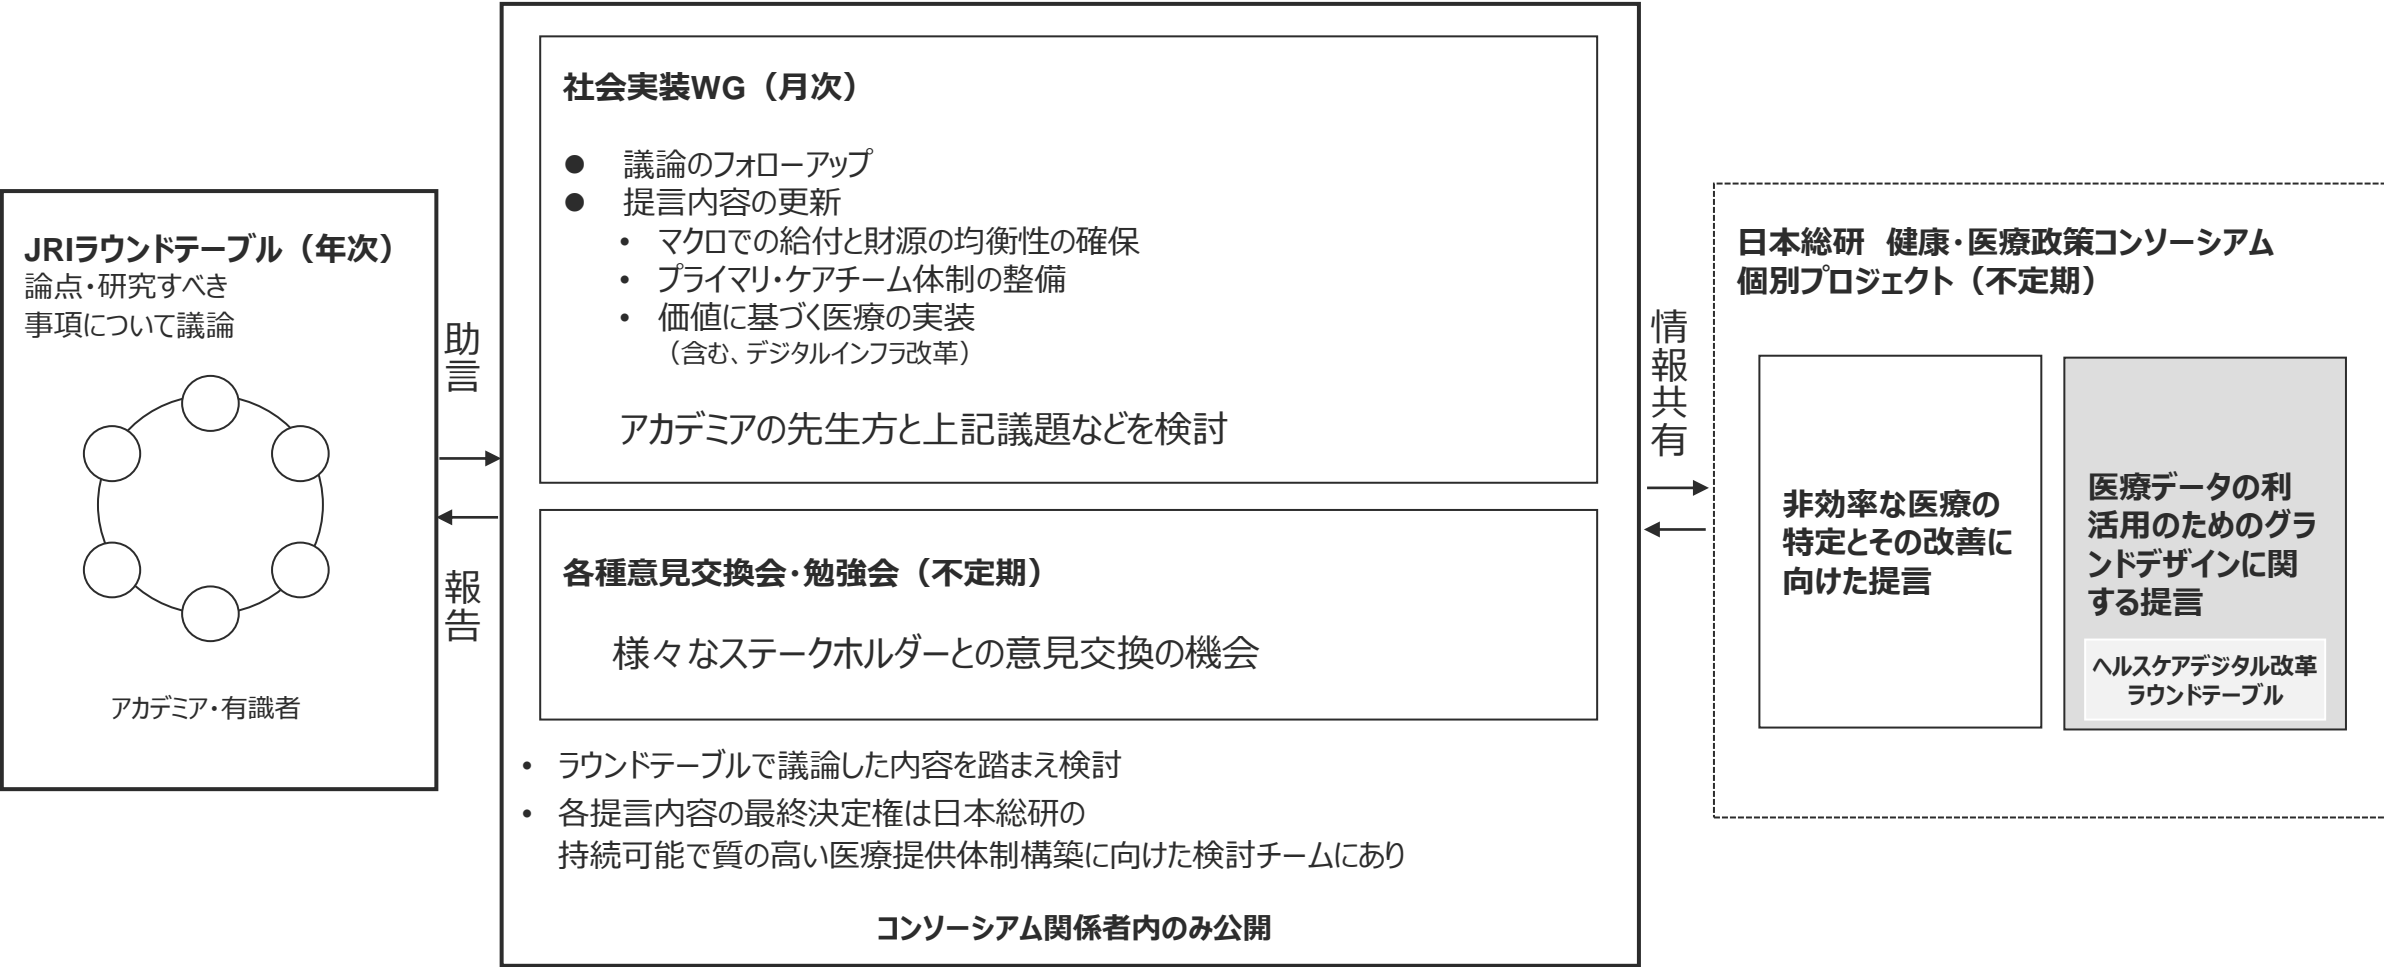 JRIラウンドテーブル（年次）
論点・研究すべき
事項について議論
アカデミア・有識者
助言
報告
社会実装WG（月次）
● 議論のフォローアップ
● 提言内容の更新
• マクロでの給付と財源の均衡性の確保
• プライマリ・ケアチーム体制の整備
• 価値に基づく医療の実装
（含む、デジタルインフラ改革）
アカデミアの先生方と上記議題などを検討
各種意見交換会・勉強会（不定期）
様々なステークホルダーとの意見交換の機会
• ラウンドテーブルで議論した内容を踏まえ検討
• 各提言内容の最終決定権は日本総研の
持続可能で質の高い医療提供体制構築に向けた検討チームにあり
コンソーシアム関係者内のみ公開
情報共有
日本総研 健康・医療政策コンソーシアム
個別プロジェクト（不定期）
非効率な医療の
特定とその改善に
向けた提言
医療データの利
活用のためのグラ
ンドデザインに関
する提言
ヘルスケアデジタル改革
ラウンドテーブル